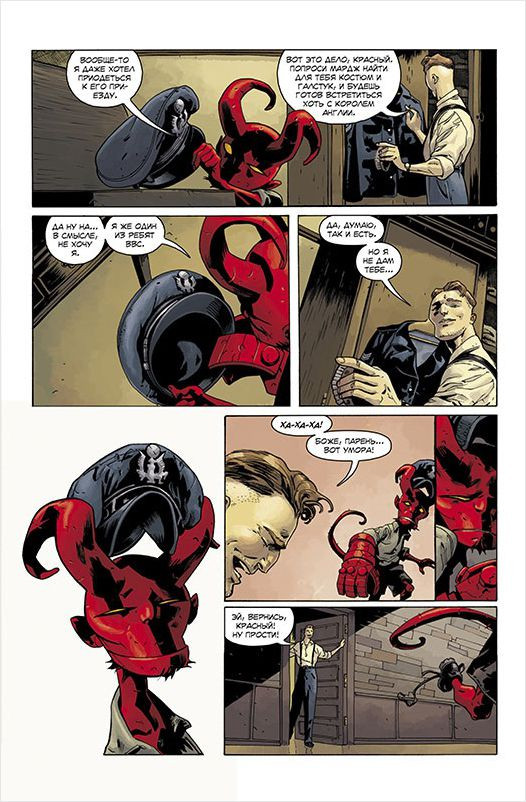 ВООБЩЕ-ТО
Я ДАЖЕ ХОТЕЛ
ПРИОДЕТЬСЯ
К ЕГО ПРИ-
ЕЗДУ.
ВОТ ЭТО ДЕЛО, КРАСНЫЙ.
ПОПРОСИ МАРДЖ НАЙТИ
ДЛЯ ТЕБЯ КОСТЮМ И
ГАЛСТУК, И БУДЕШЬ
ГОТОВ ВСТРЕТИТЬСЯ
ХОТЬ С КОРОЛЕМ
АНГЛИИ.
ДА НУ НА...
В СМЫСЛЕ,
НЕ ХОЧУ
Я.
Я ЖЕ ОДИН
ИЗ РЕБЯТ
ВВС.
ДА, ДУМАЮ,
ТАК И ЕСТЬ.
НО Я
НЕ ДАМ
ТЕБЕ...
ХА-ХА-ХА!
БОЖЕ, ПАРЕНЬ...
ВОТ УМОРА!
ЭЙ, ВЕРНИСЬ,
КРАСНЫЙ!
НУ ПРОСТИ!